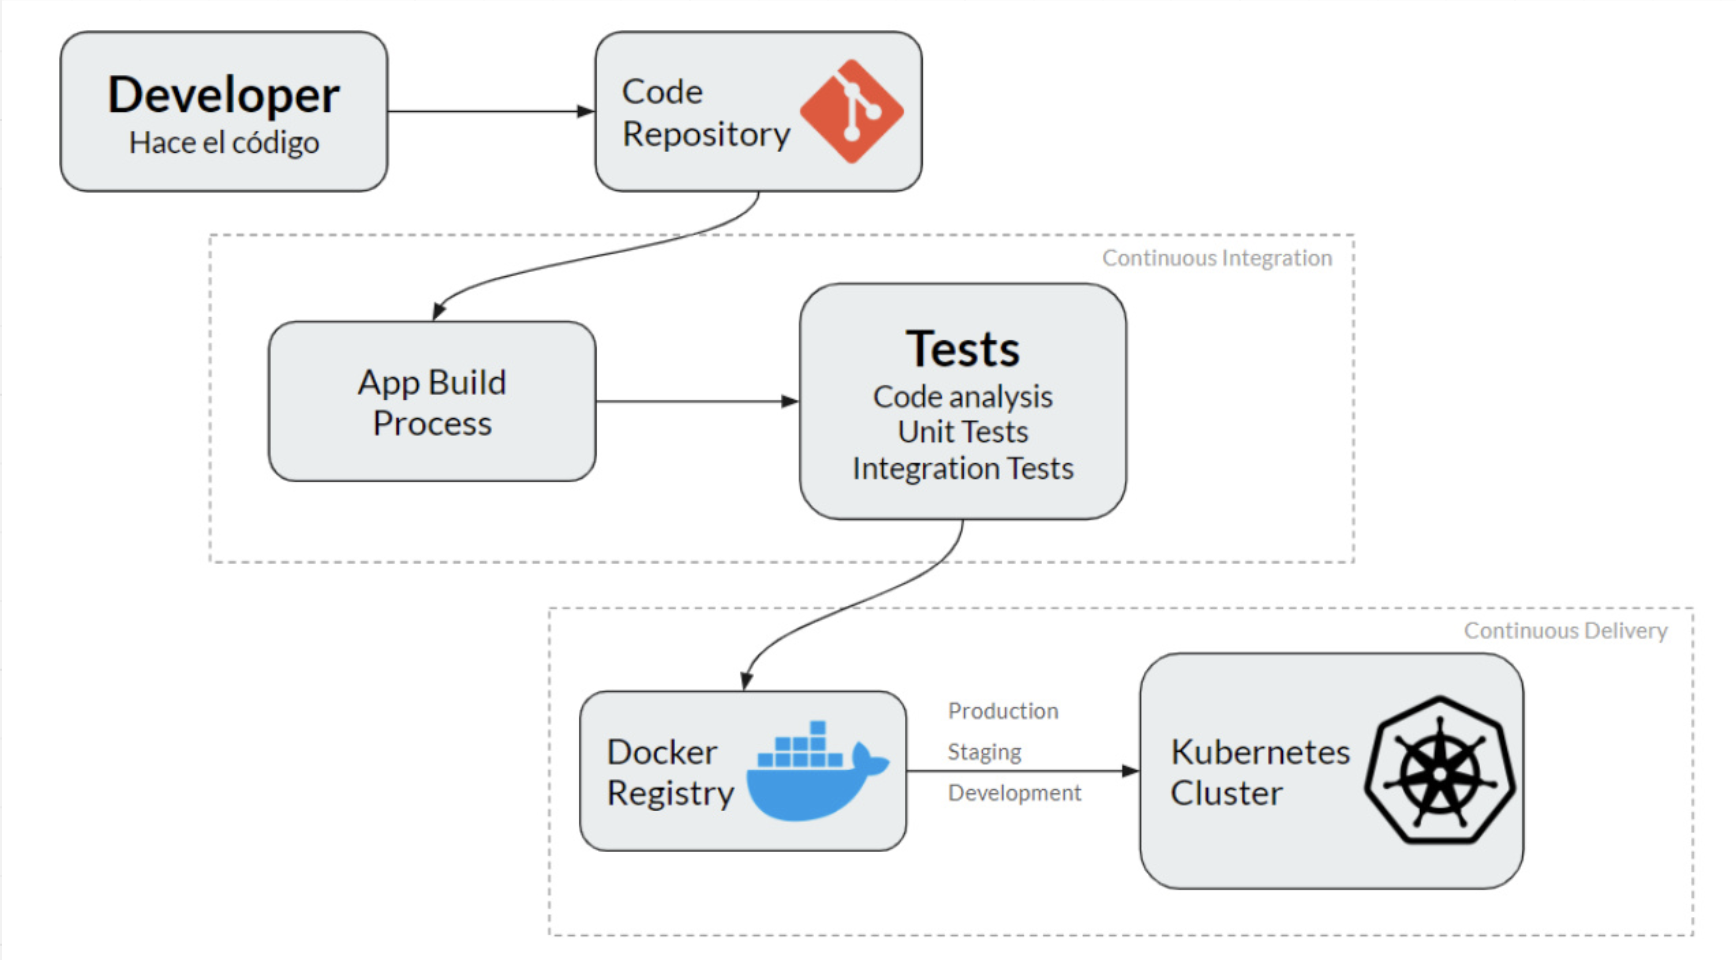 Developer
Hace el código
Code
Repository
Continuous Integration
App Build
Process
Tests
Code analysis
Unit Tests
Integration Tests
Continuous Delivery
Docker
Registry
Production
Staging
Development
Kubernetes
Cluster